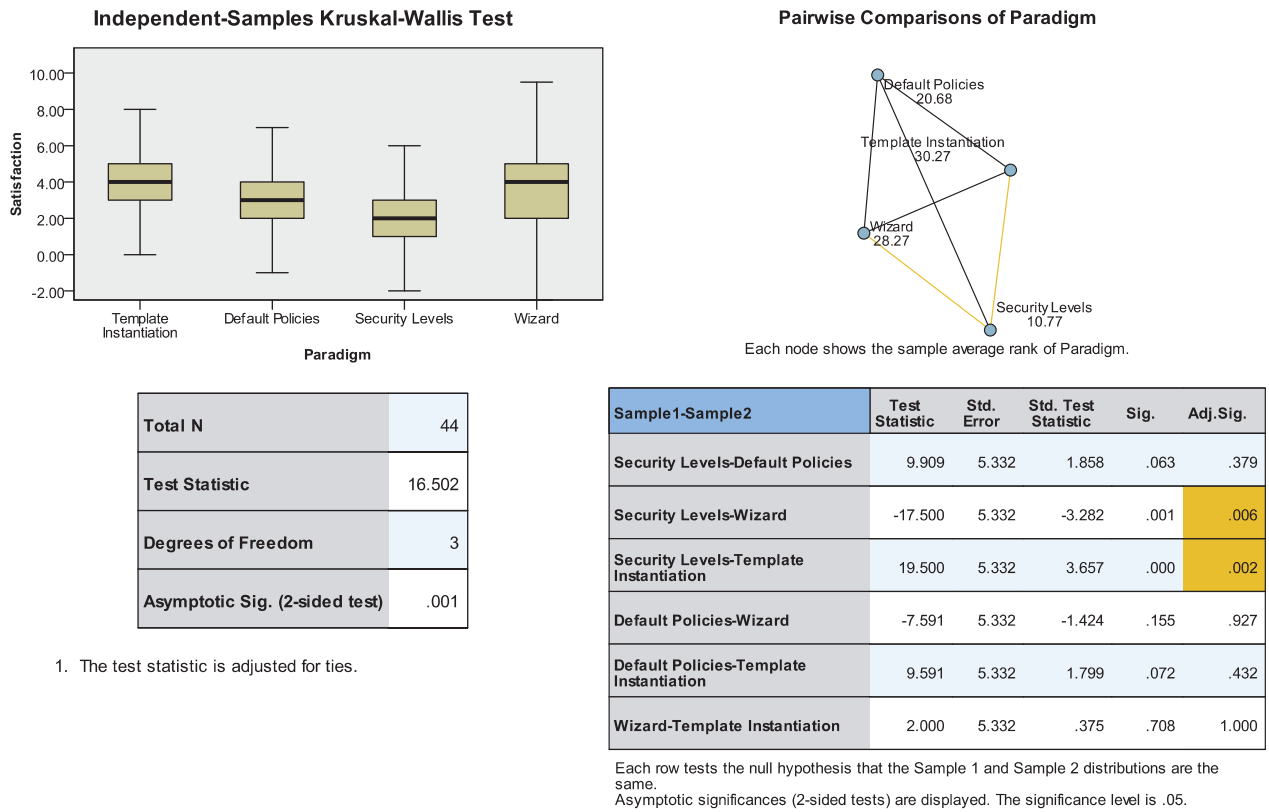 Independent-Samples Kruskal-Wallis Test
Satisfaction
10.00
8.00
6.00
4.00
2.00
0.00
-2.00
Template
Instantiation
Default Policies
Security Levels
Wizard
Paradigm
Total N 44
Test Statistic 16.502
Degrees of Freedom 3
Asymptotic Sig. (2-sided test) .001
1. The test statistic is adjusted for ties.
Pairwise Comparisons of Paradigm
Default Policies
20.68
Template Instantiation
30.27
Wizard
28.27
Security Levels
10.77
Each node shows the sample average rank of Paradigm.
Sample1-Sample2 Test Statistic Std. Error Std. Test Statistic Sig. Adj.Sig.
Security Levels-Default Policies 9.909 5.332 1.858 .063 .379
Security Levels-Wizard -17.500 5.332 -3.282 .001 .006
Security Levels-Template
Instantiation 19.500 5.332 3.657 .000 .002
Default Policies-Wizard -7.591 5.332 -1.424 .155 .927
Default Policies-Template
Instantiation 9.591 5.332 1.799 .072 .432
Wizard-Template Instantiation 2.000 5.332 .375 .708 1.000
Each row tests the null hypothesis that the Sample 1 and Sample 2 distributions are the
same.
Asymptotic significances (2-sided tests) are displayed. The significance level is .05.